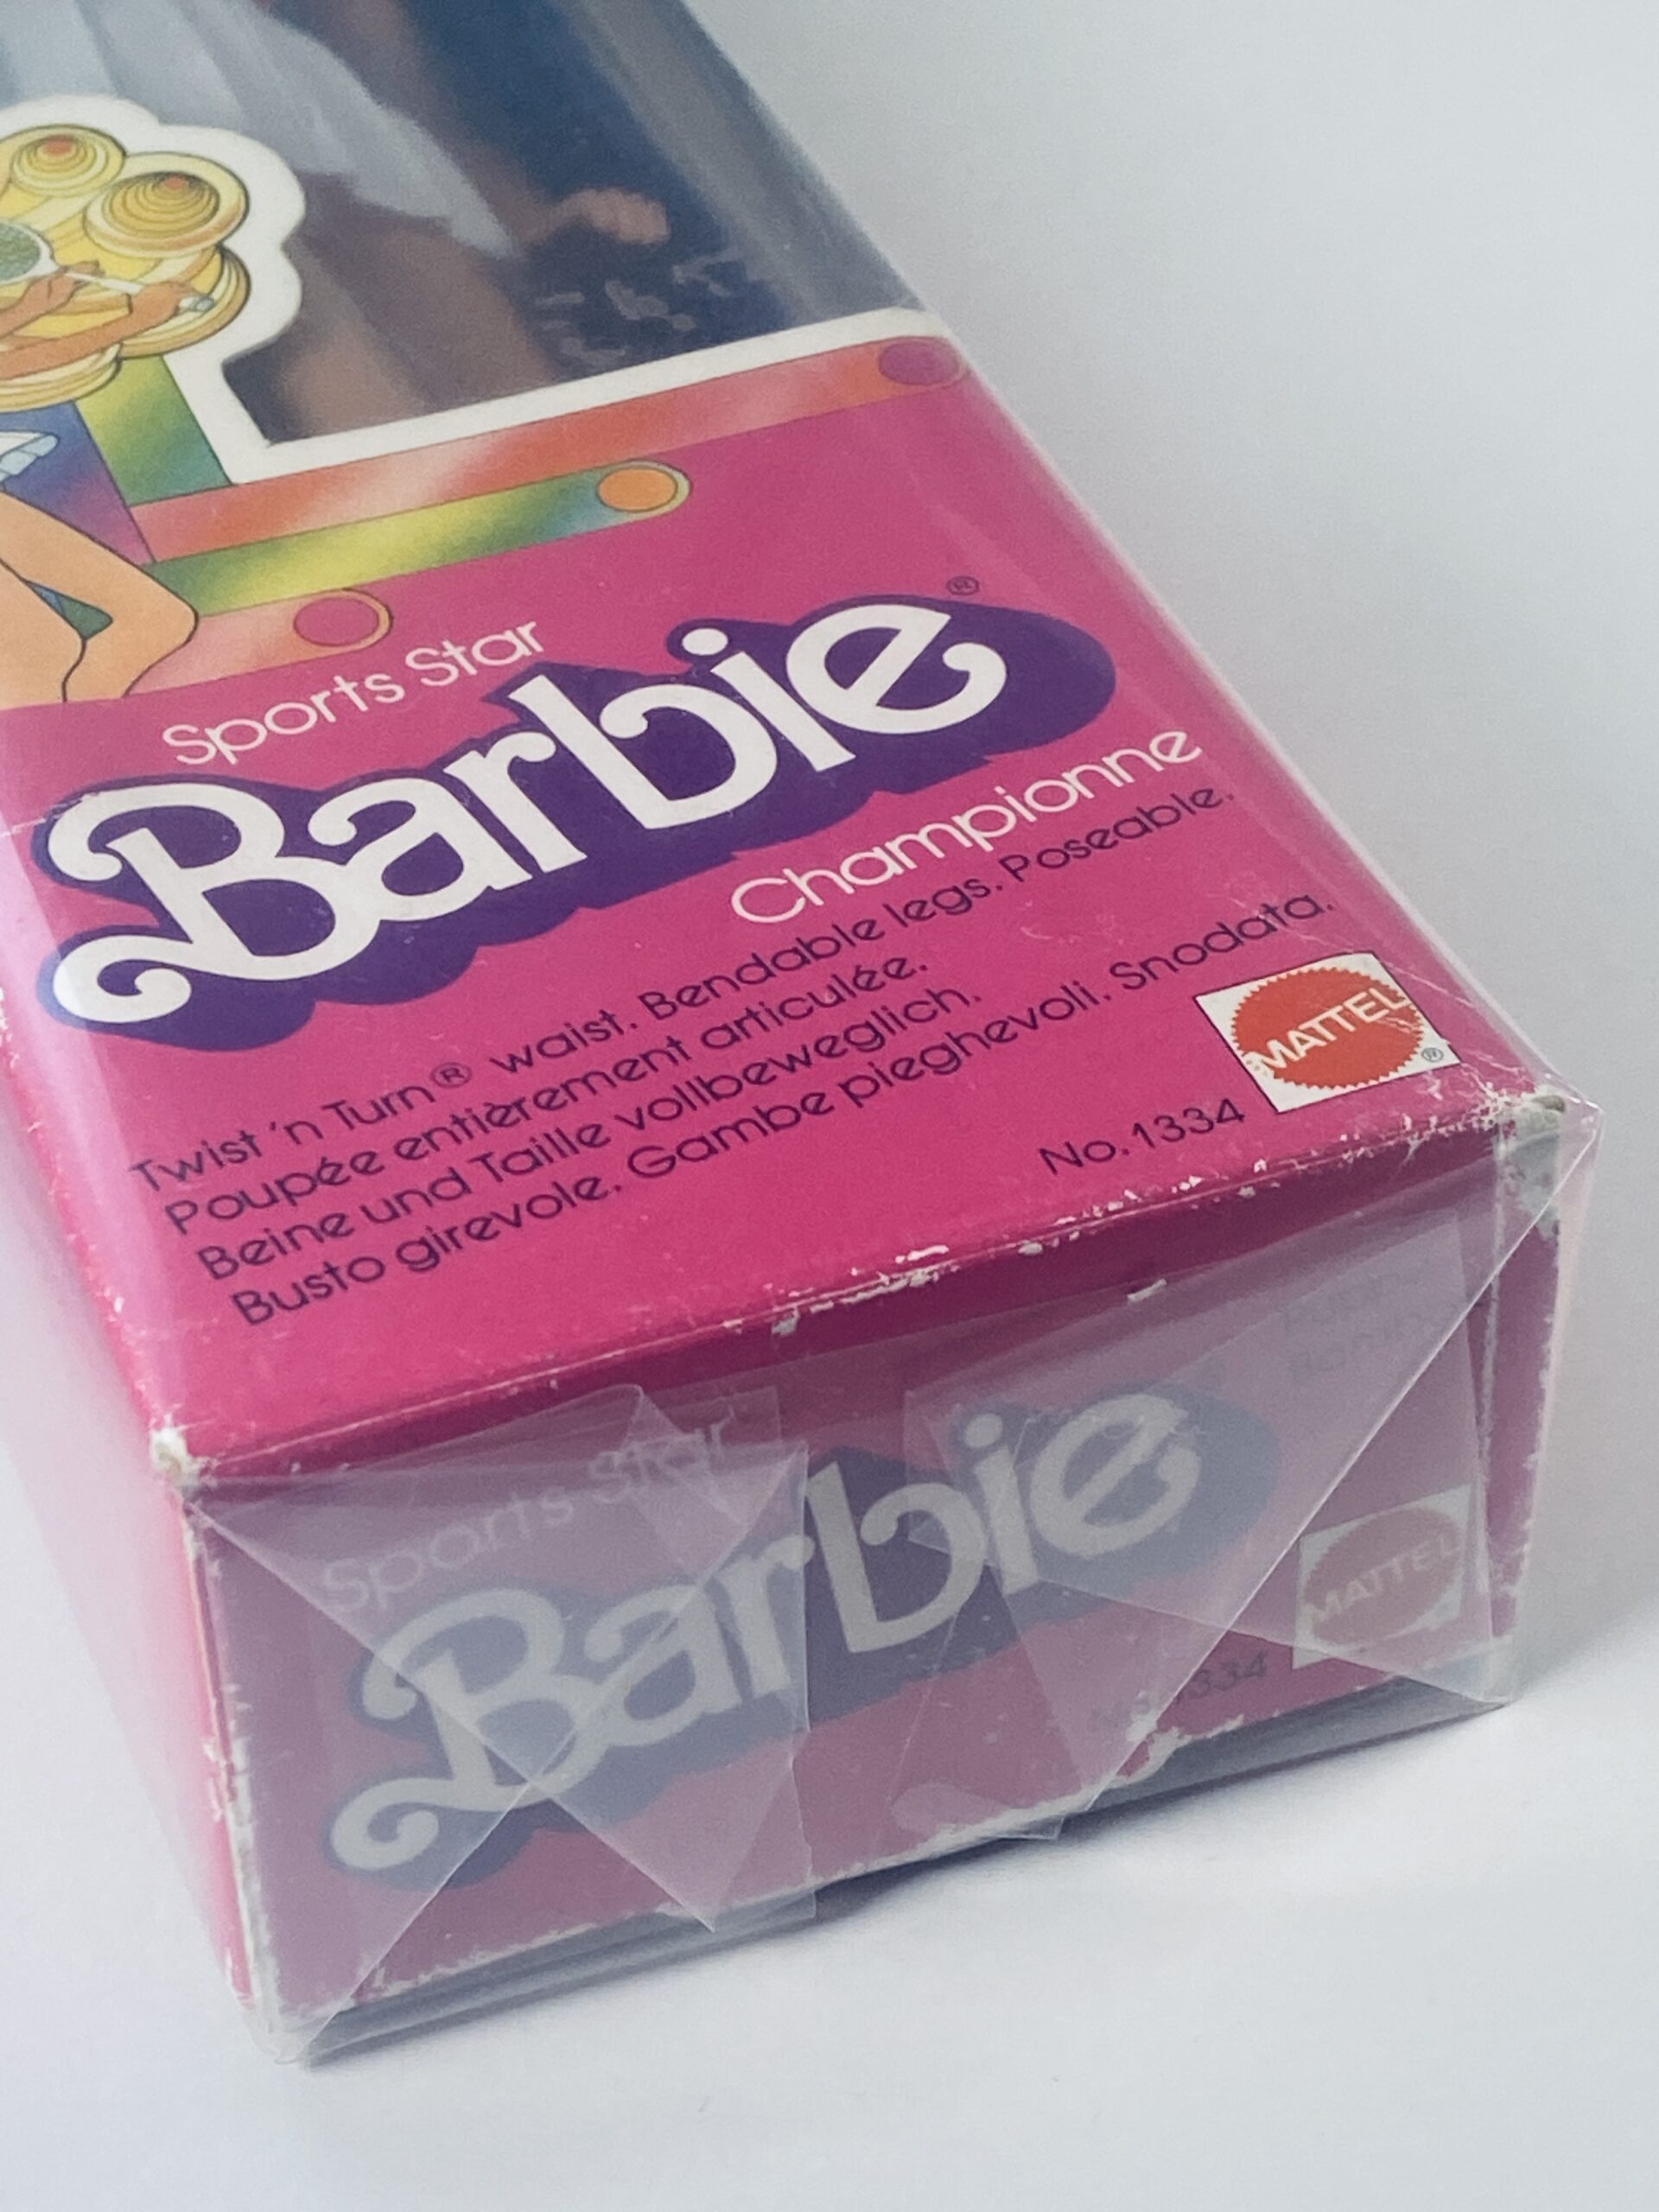 Sports Star
Barbie®
Championne
Twist 'n Turn® waist. Bendable legs. Poseable.
Poupée entièrement articulée.
Beine und Taille vollbeweglich.
Busto girevole. Gambe pieghevoli. Snodata.
MATTEL®
No. 1334
Sports Star
Barbie
MATTEL
1334